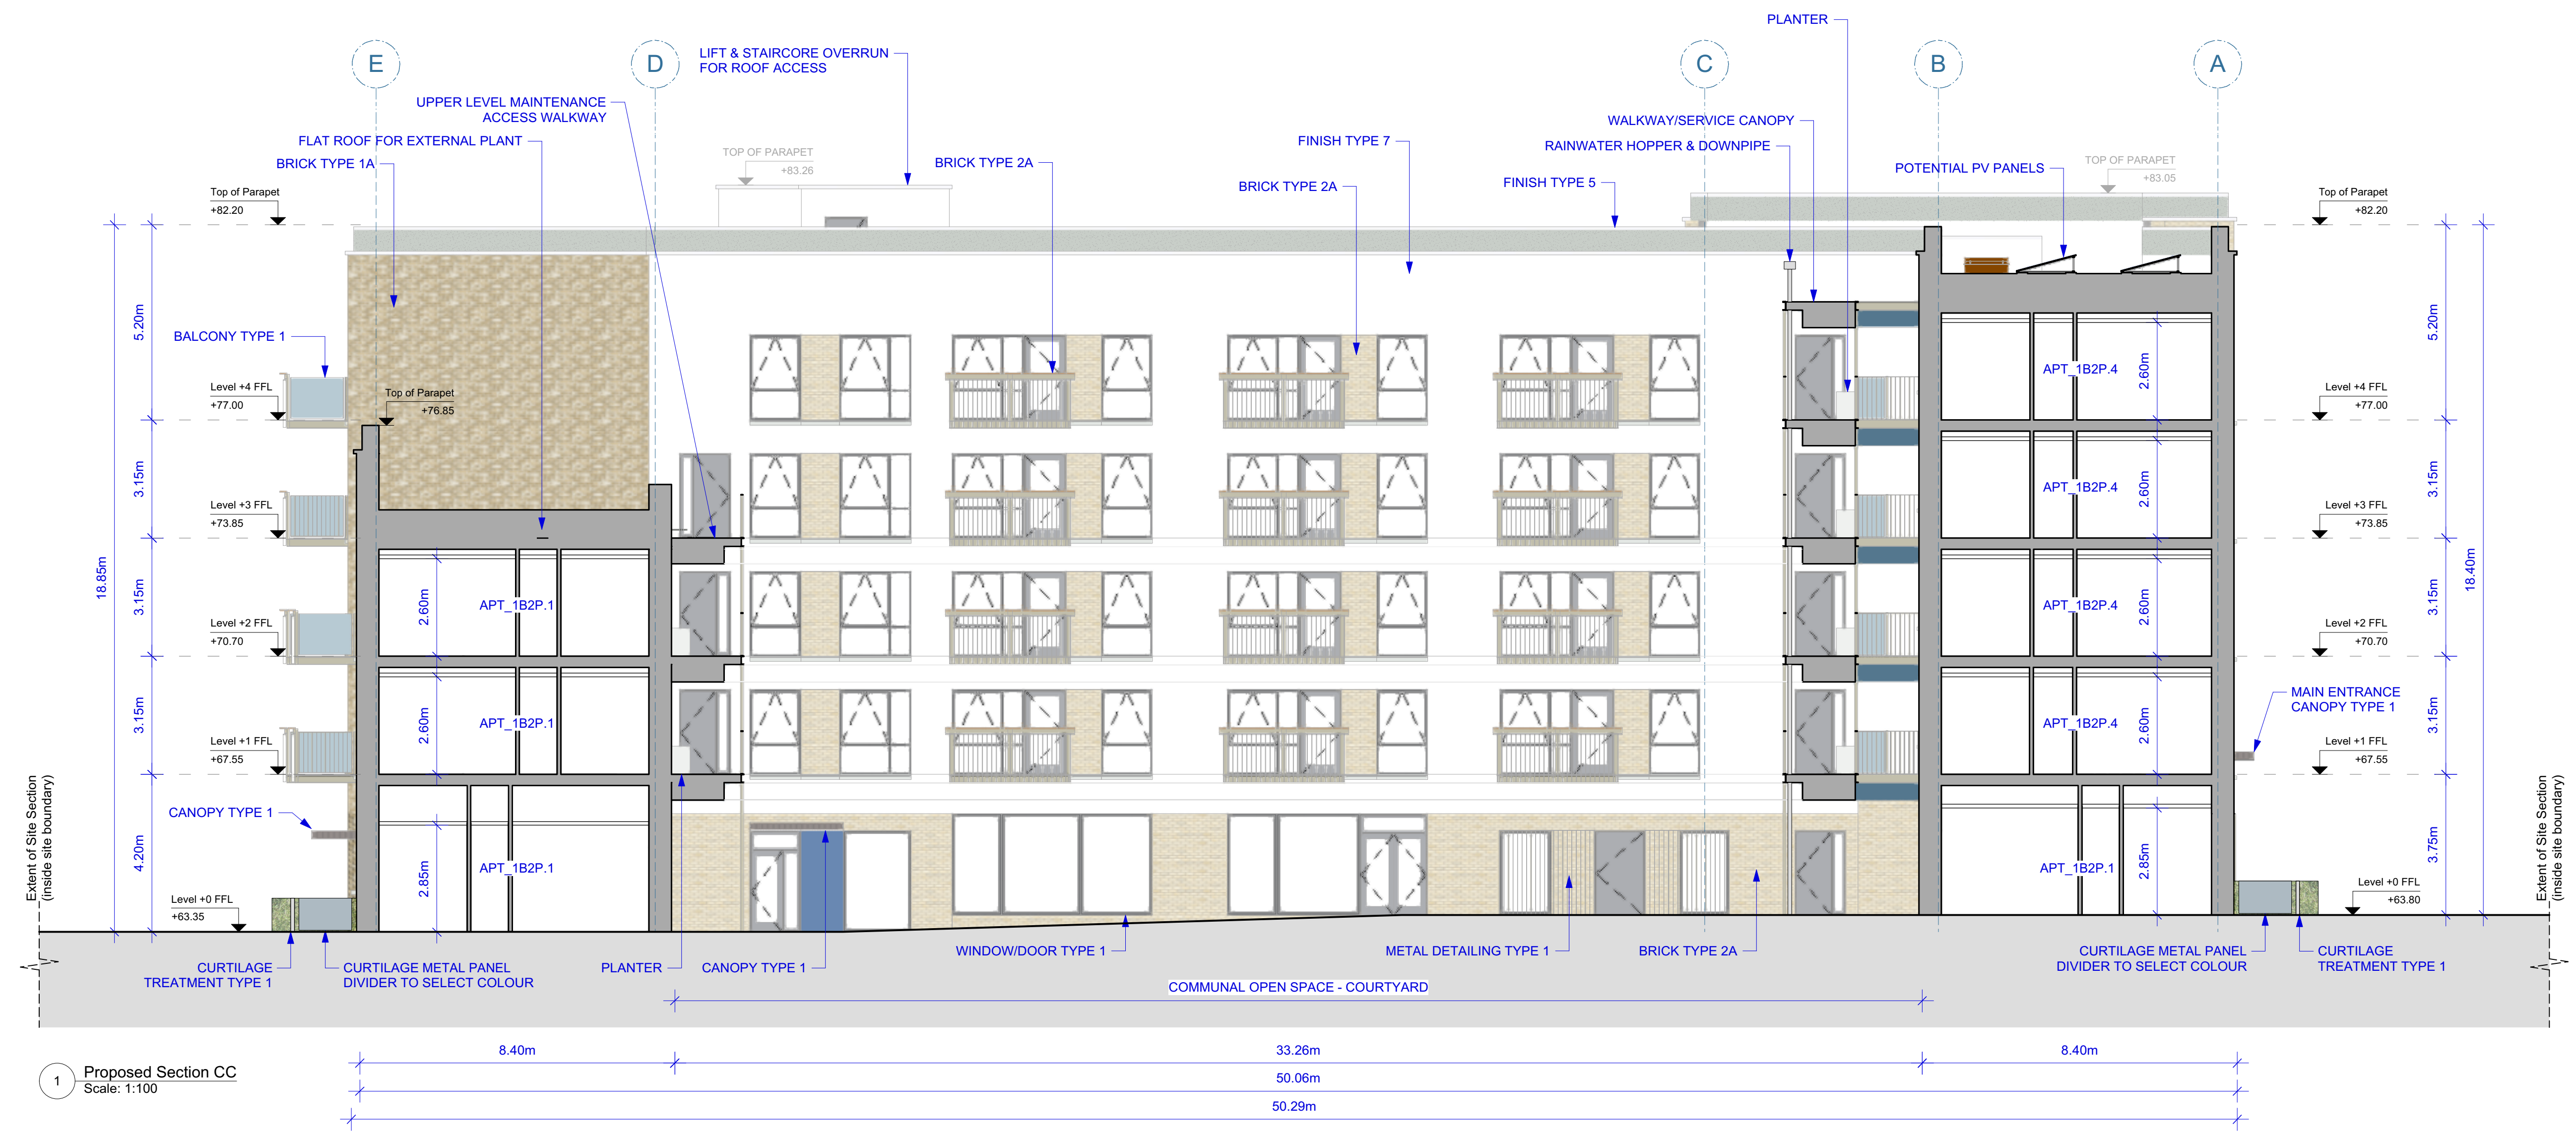 PLANTER
E
D
C
B
A
LIFT & STAIRCORE OVERRUN
FOR ROOF ACCESS
UPPER LEVEL MAINTENANCE
ACCESS WALKWAY
FLAT ROOF FOR EXTERNAL PLANT
BRICK TYPE 1A
TOP OF PARAPET
+83.26
BRICK TYPE 2A
FINISH TYPE 7
BRICK TYPE 2A
WALKWAY/SERVICE CANOPY
RAINWATER HOPPER & DOWNPIPE
FINISH TYPE 5
POTENTIAL PV PANELS
TOP OF PARAPET
+83.05
Top of Parapet
+82.20
Top of Parapet
+82.20
5.20m
5.20m
BALCONY TYPE 1
Level +4 FFL
+77.00
Top of Parapet
+76.85
APT_1B2P.4
2.60m
Level +4 FFL
+77.00
3.15m
APT_1B2P.4
2.60m
3.15m
Level +3 FFL
+73.85
Level +3 FFL
+73.85
18.85m
3.15m
2.60m
APT_1B2P.1
APT_1B2P.4
2.60m
3.15m
18.40m
Level +2 FFL
+70.70
Level +2 FFL
+70.70
3.15m
2.60m
APT_1B2P.1
APT_1B2P.4
2.60m
3.15m
MAIN ENTRANCE
CANOPY TYPE 1
Level +1 FFL
+67.55
Level +1 FFL
+67.55
CANOPY TYPE 1
4.20m
2.85m
APT_1B2P.1
APT_1B2P.1
2.85m
3.75m
Extent of Site Section
(inside site boundary)
Extent of Site Section
(inside site boundary)
Level +0 FFL
+63.35
Level +0 FFL
+63.80
CURTILAGE
TREATMENT TYPE 1
CURTILAGE METAL PANEL
DIVIDER TO SELECT COLOUR
PLANTER
CANOPY TYPE 1
WINDOW/DOOR TYPE 1
METAL DETAILING TYPE 1
BRICK TYPE 2A
CURTILAGE METAL PANEL
DIVIDER TO SELECT COLOUR
CURTILAGE
TREATMENT TYPE 1
COMMUNAL OPEN SPACE - COURTYARD
8.40m
33.26m
8.40m
50.06m
50.29m
1
Proposed Section CC
Scale: 1:100